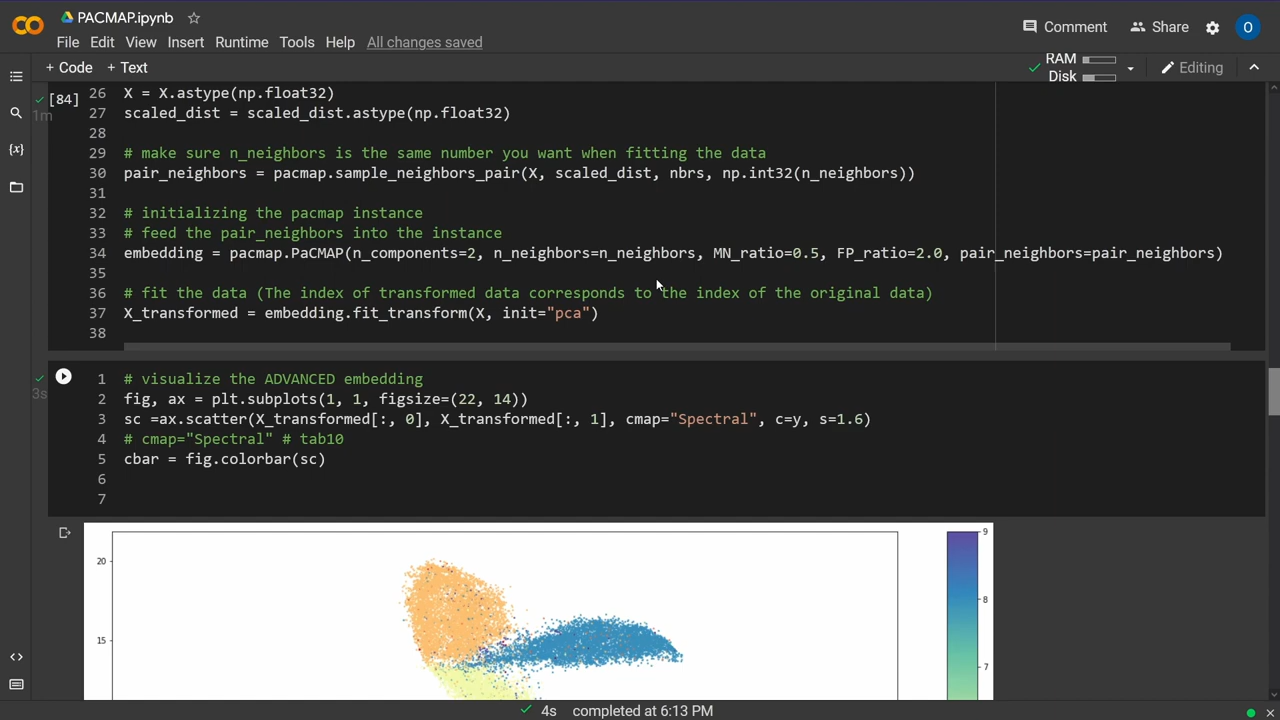 PACMAP.ipynb
Comment Share O
File Edit View Insert Runtime Tools Help All changes saved
+ Code + Text
RAM
Disk
Editing
[84] 26 X = X.astype(np.float32)
1m
27 scaled_dist = scaled_dist.astype(np.float32)
28
29 # make sure n_neighbors is the same number you want when fitting the data
30 pair_neighbors = pacmap.sample_neighbors_pair(X, scaled_dist, nbrs, np.int32(n_neighbors))
31
32 # initializing the pacmap instance
33 # feed the pair_neighbors into the instance
34 embedding = pacmap.PaCMAP(n_components=2, n_neighbors=n_neighbors, MN_ratio=0.5, FP_ratio=2.0, pair_neighbors=pair_neighbors)
35
36 # fit the data (The index of transformed data corresponds to the index of the original data)
37 X_transformed = embedding.fit_transform(X, init="pca")
38
1 # visualize the ADVANCED embedding
3s
2 fig, ax = plt.subplots(1, 1, figsize=(22, 14))
3 sc =ax.scatter(X_transformed[:, 0], X_transformed[:, 1], cmap="Spectral", c=y, s=1.6)
4 # cmap="Spectral" # tab10
5 cbar = fig.colorbar(sc)
6
7
20
15
9
8
7
4s completed at 6:13 PM